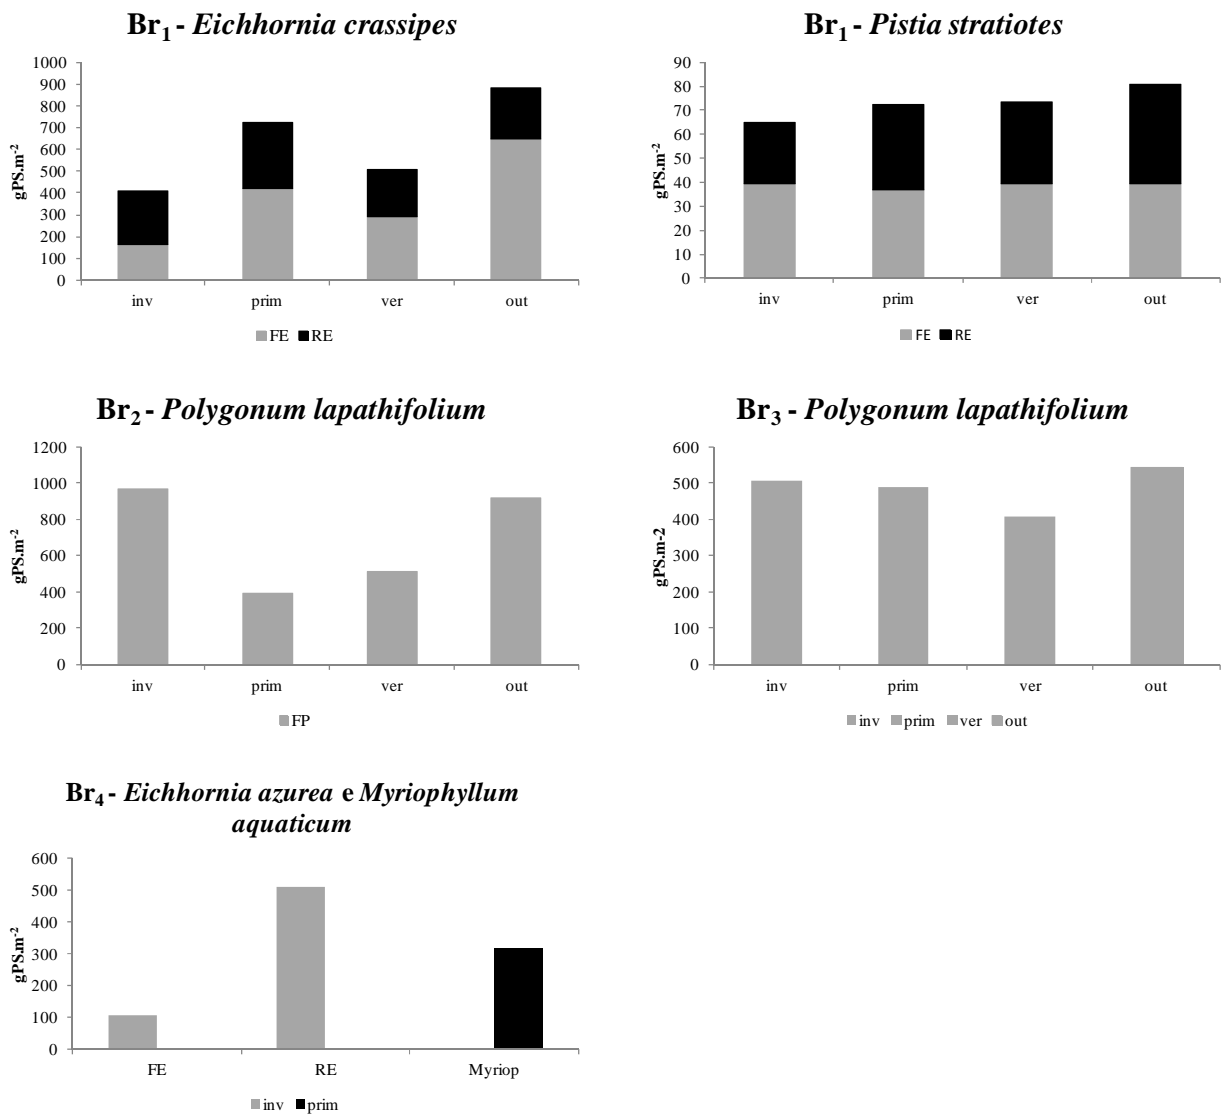 Br1 - Eichhornia crassipes
gPS.m-2
1000
900
800
700
600
500
400
300
200
100
0
inv prim ver out
FE RE
Br1 - Pistia stratiotes
gPS.m-2
90
80
70
60
50
40
30
20
10
0
inv prim ver out
FE RE
Br2 - Polygonum lapathifolium
gPS.m-2
1200
1000
800
600
400
200
0
inv prim ver out
FP
Br3 - Polygonum lapathifolium
gPS.m-2
600
500
400
300
200
100
0
inv prim ver out
inv prim ver out
Br4 - Eichhornia azurea e Myriophyllum
aquaticum
gPS.m-2
600
500
400
300
200
100
0
FE RE Myriop
inv prim